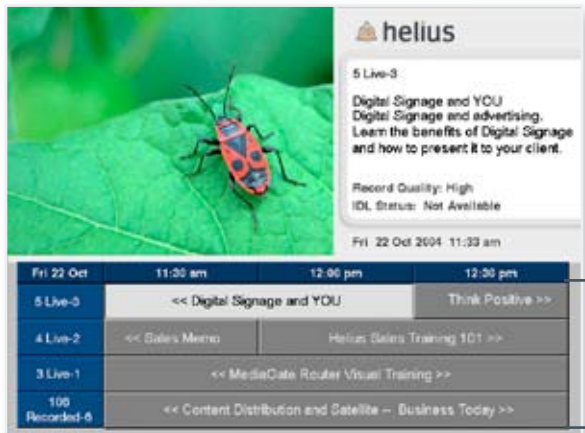 helius
5 Live-3
Digital Signage and YOU
Digital Signage and advertising.
Learn the benefits of Digital Signage
and how to present it to your client.
Record Quality: High
IDL Status: Not Available
Fri 22 Oct 2004 11:33 am
Fri 22 Oct 11:30 am 12:00 pm 12:30 pm
5 Live-3 << Digital Signage and YOU Think Positive >>
4 Live-2 << Sales Memo Helius Sales Training 101 >>
3 Live-1 << MediaGate Router Visual Training >>
106
Recorded-6 << Content Distribution and Satellite -- Business Today >>